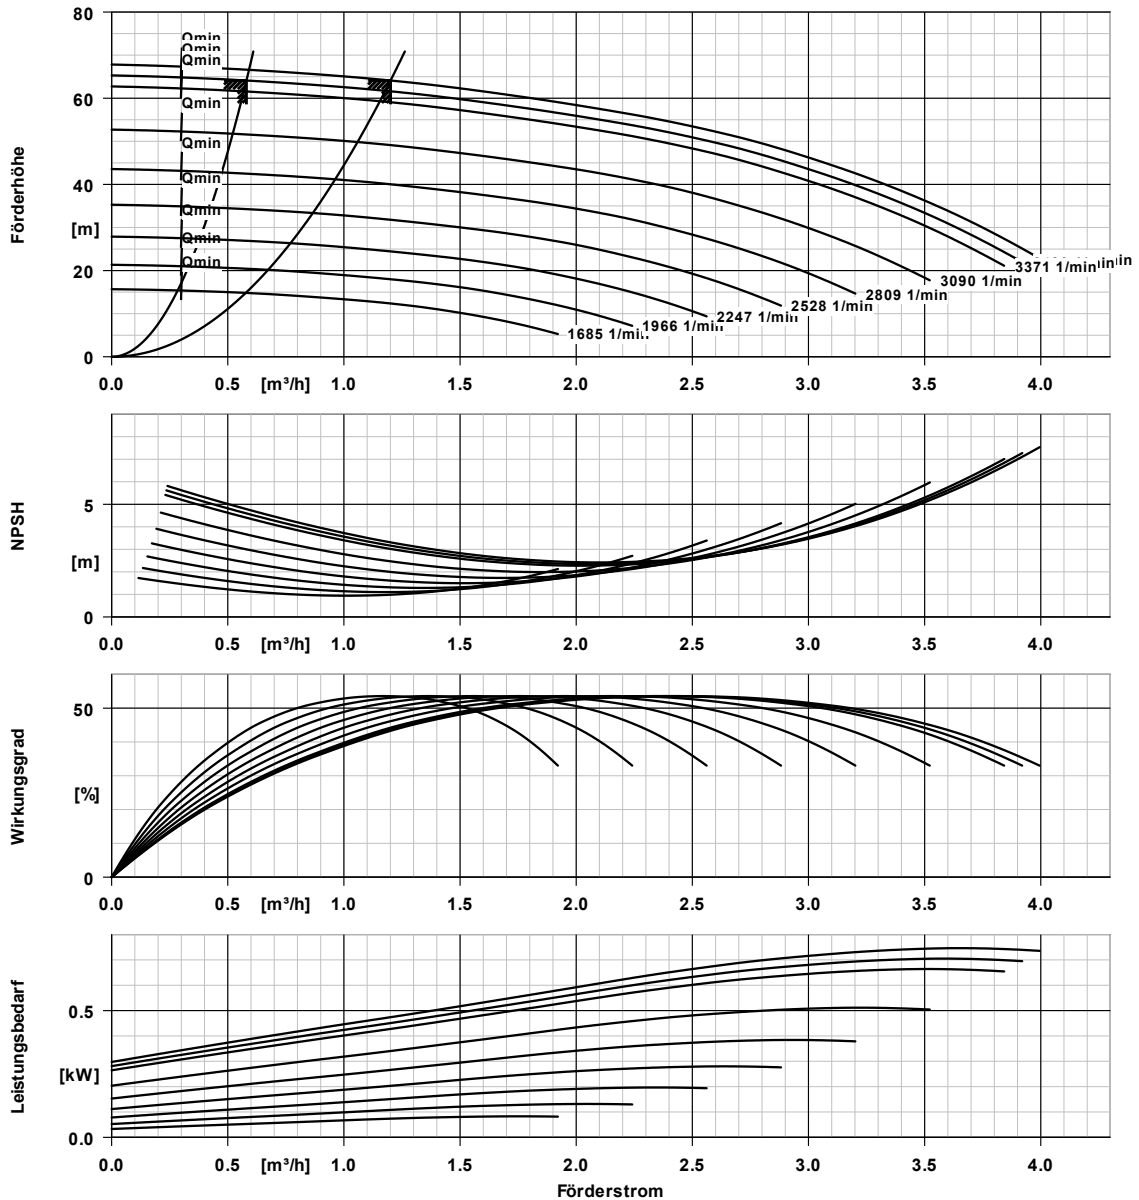 80
60
40
20
0
Förderhöhe
[m]
Qmin
Qmin
Qmin
Qmin
Qmin
Qmin
Qmin
Qmin
Qmin
3371 1/min
3090 1/min
2809 1/min
2528 1/min
2247 1/min
1966 1/min
1685 1/min
0.0 0.5 [m³/h] 1.0 1.5 2.0 2.5 3.0 3.5 4.0
NPSH
5
[m]
0
0.0 0.5 [m³/h] 1.0 1.5 2.0 2.5 3.0 3.5 4.0
Wirkungsgrad
50
[%]
0
0.0 0.5 [m³/h] 1.0 1.5 2.0 2.5 3.0 3.5 4.0
Leistungsbedarf
0.5
[kW]
0.0
0.0 0.5 [m³/h] 1.0 1.5 2.0 2.5 3.0 3.5 4.0
Förderstrom